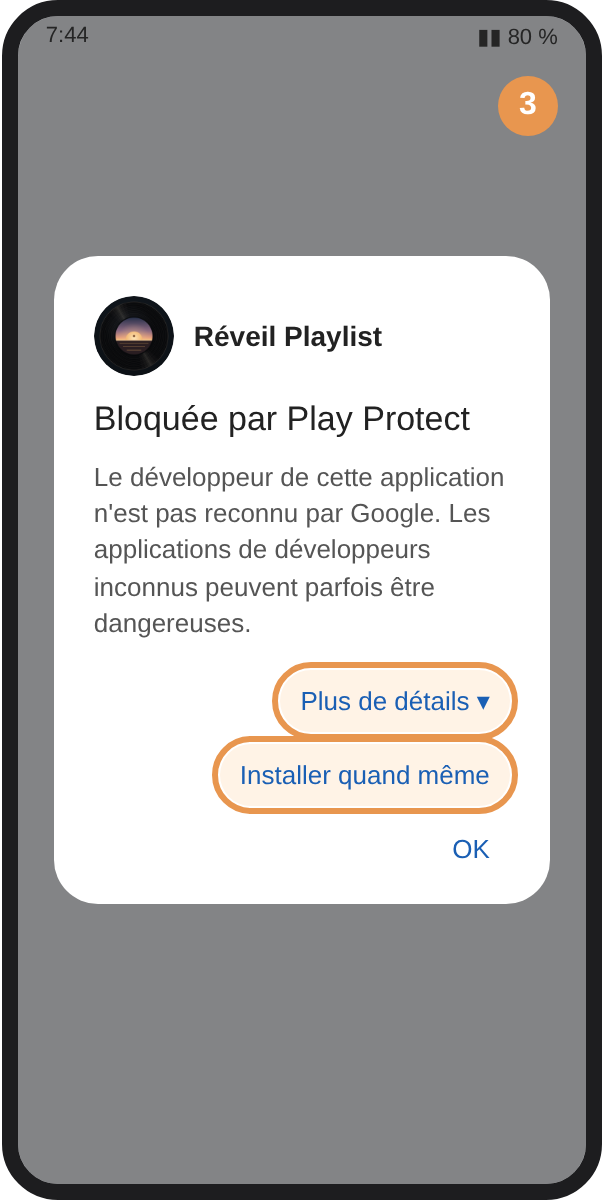 7:44
▮▮ 80 %
3
Réveil Playlist
Bloquée par Play Protect
Le développeur de cette application
n'est pas reconnu par Google. Les
applications de développeurs
inconnus peuvent parfois être
dangereuses.
Plus de détails ▾
Installer quand même
OK